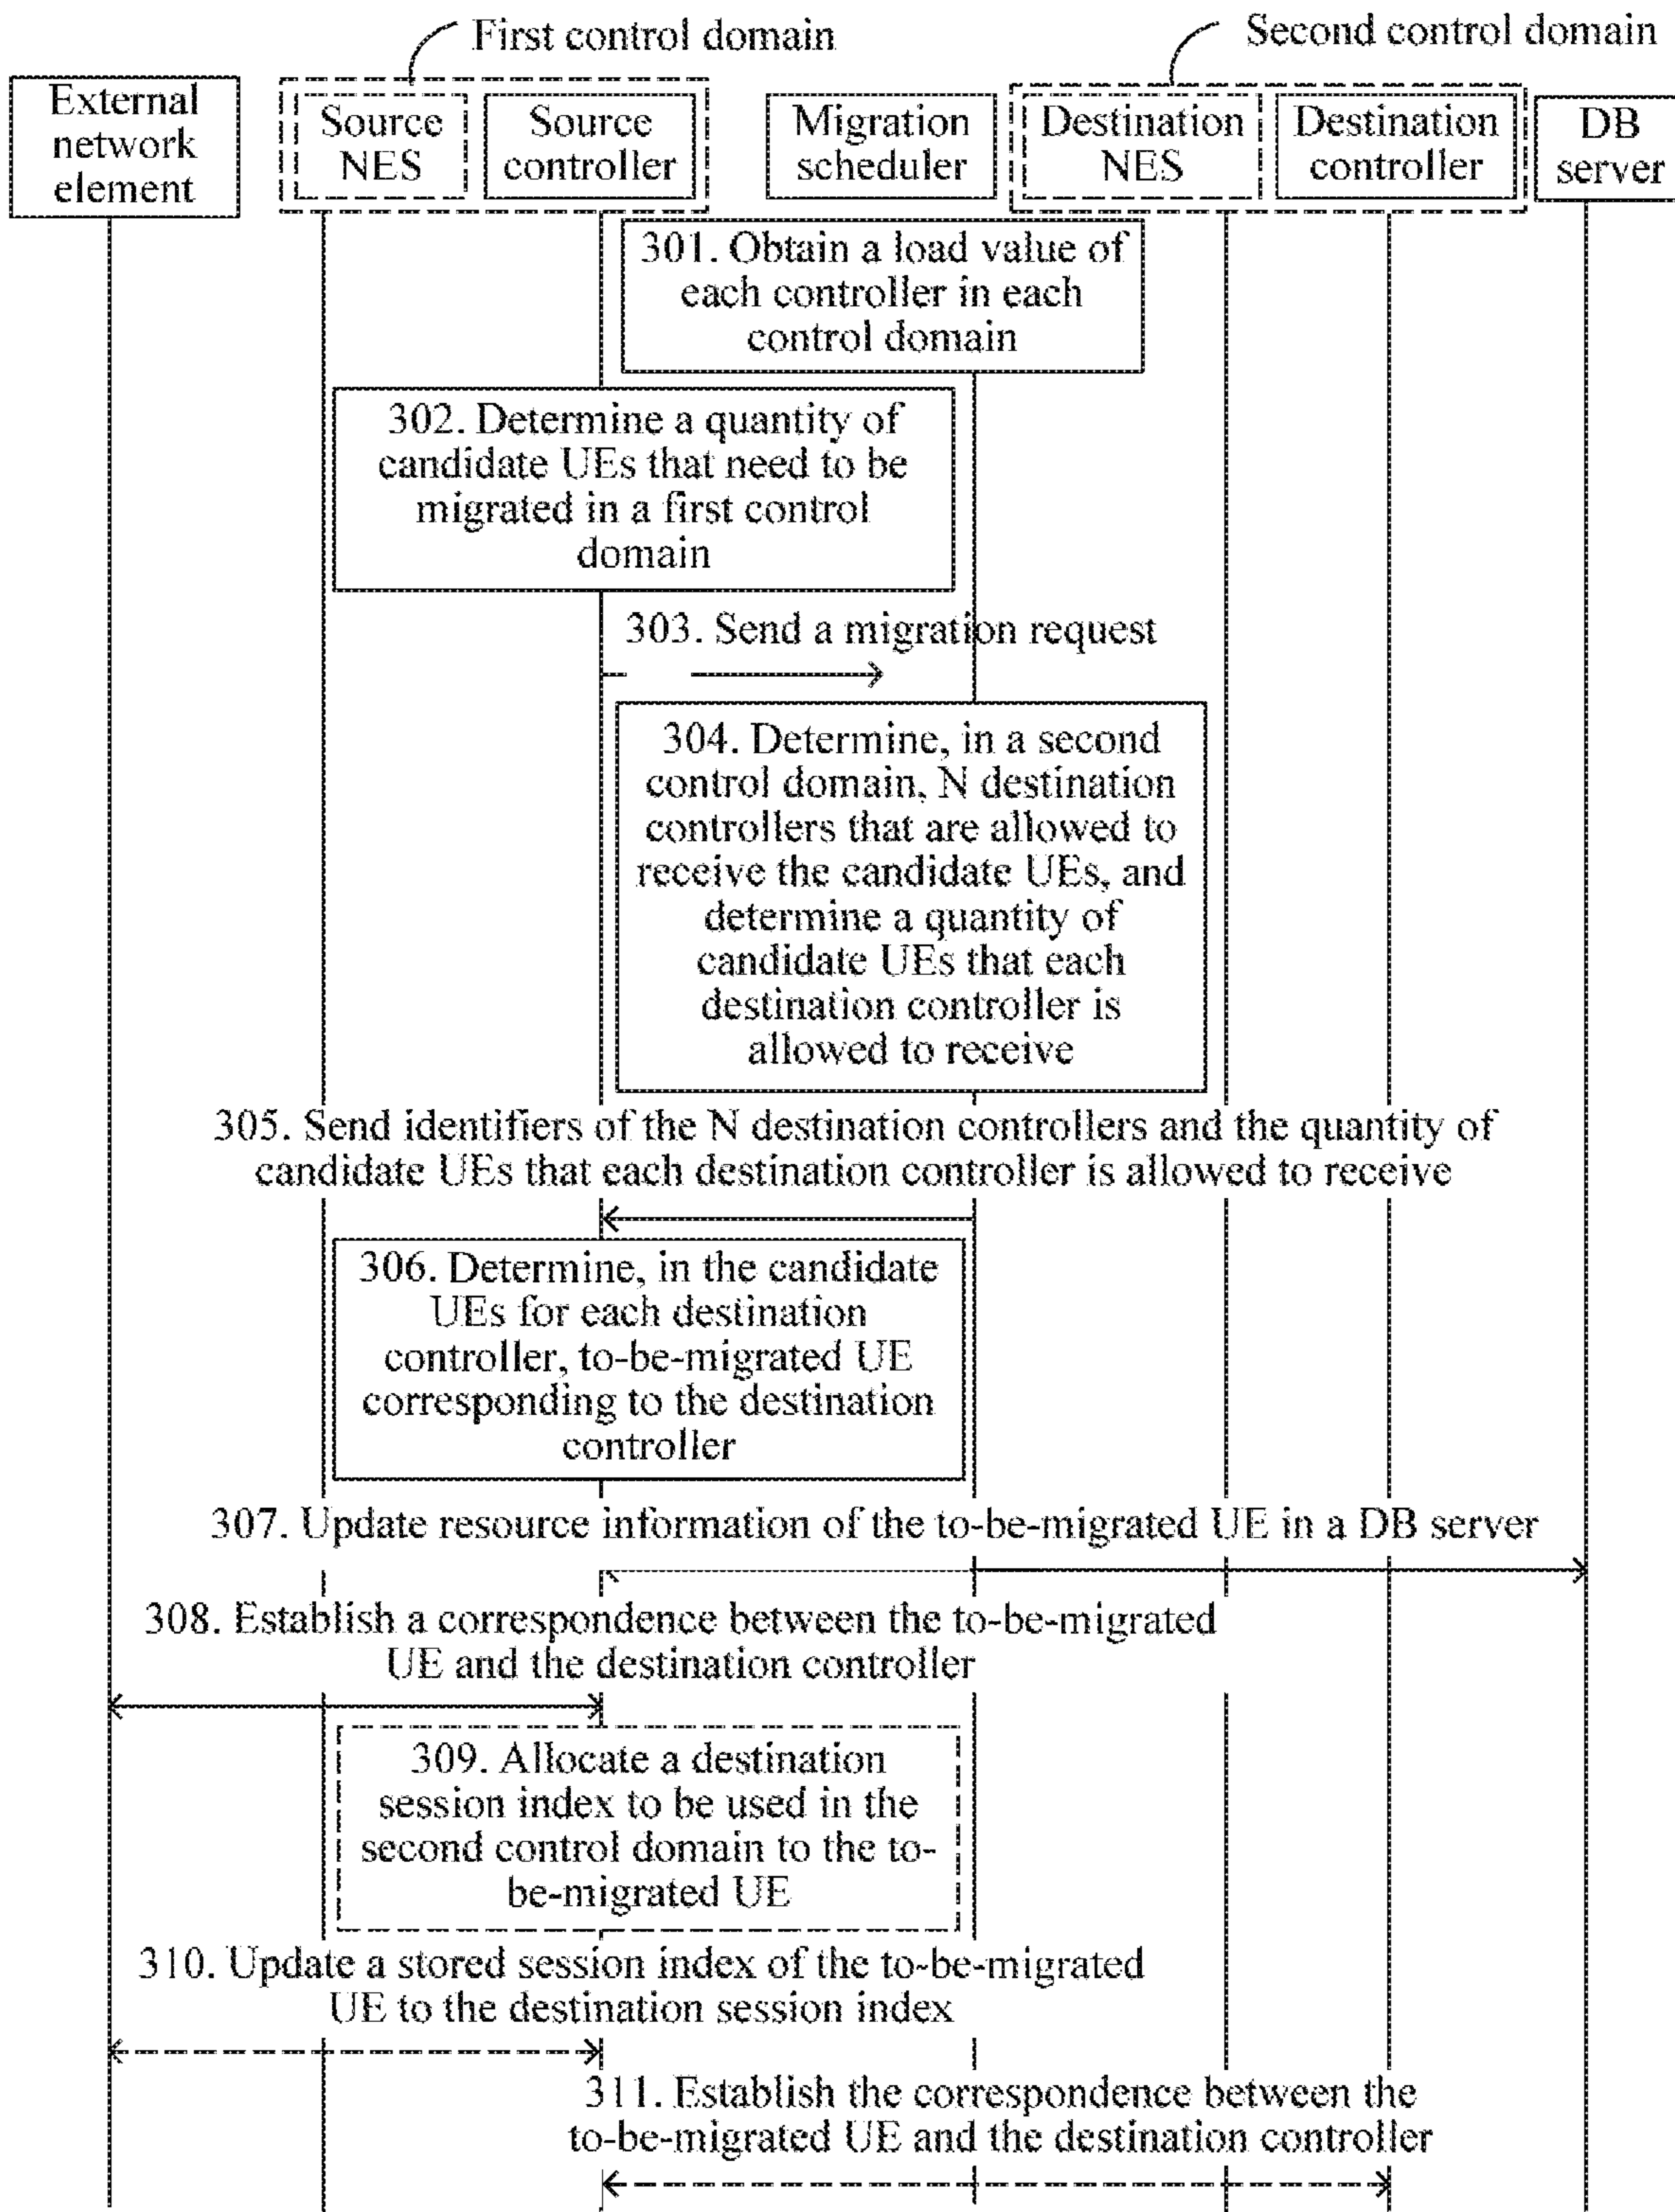 First control domain
Second control domain
External
network
element
Source
NES
Source
controller
Migration
scheduler
Destination
NES
Destination
controller
DB
server
301. Obtain a load value of
each controller in each
control domain
302. Determine a quantity of
candidate UEs that need to be
migrated in a first control
domain
303. Send a migration request
304. Determine, in a second
control domain, N destination
controllers that are allowed to
receive the candidate UEs, and
determine a quantity of
candidate UEs that each
destination controller is
allowed to receive
305. Send identifiers of the N destination controllers and the quantity of
candidate UEs that each destination controller is allowed to receive
306. Determine, in the candidate
UEs for each destination
controller, to-be-migrated UE
corresponding to the destination
controller
307. Update resource information of the to-be-migrated UE in a DB server
308. Establish a correspondence between the to-be-migrated
UE and the destination controller
309. Allocate a destination
session index to be used in the
second control domain to the to-
be-migrated UE
310. Update a stored session index of the to-be-migrated
UE to the destination session index
311. Establish the correspondence between the
to-be-migrated UE and the destination controller